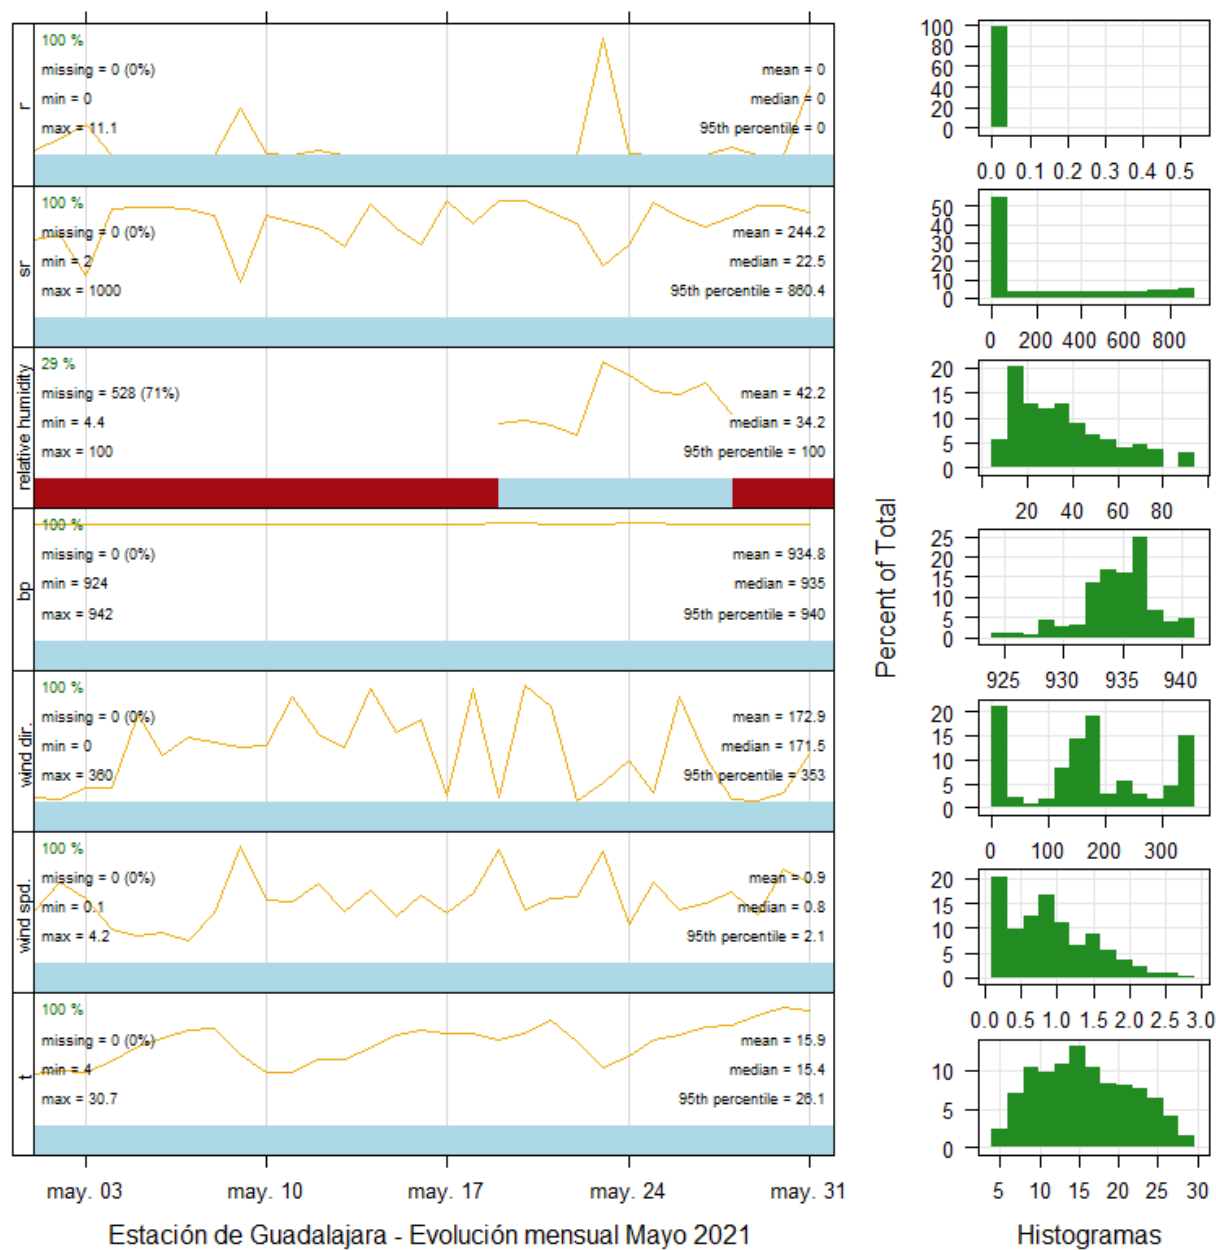 r
100 %
missing = 0 (0%)
min = 0
max = 11.1
mean = 0
median = 0
95th percentile = 0
sr
100 %
missing = 0 (0%)
min = 2
max = 1000
mean = 244.2
median = 22.5
95th percentile = 860.4
relative humidity
29 %
missing = 528 (71%)
min = 4.4
max = 100
mean = 42.2
median = 34.2
95th percentile = 100
bp
100 %
missing = 0 (0%)
min = 924
max = 942
mean = 934.8
median = 935
95th percentile = 940
wind dir.
100 %
missing = 0 (0%)
min = 0
max = 360
mean = 172.9
median = 171.5
95th percentile = 353
wind spd.
100 %
missing = 0 (0%)
min = 0.1
max = 4.2
mean = 0.9
median = 0.8
95th percentile = 2.1
t
100 %
missing = 0 (0%)
min = 4
max = 30.7
mean = 15.9
median = 15.4
95th percentile = 26.1
may. 03 may. 10 may. 17 may. 24 may. 31
Estación de Guadalajara - Evolución mensual Mayo 2021
Percent of Total
100
80
60
40
20
0
0.0 0.1 0.2 0.3 0.4 0.5
50
40
30
20
10
0
0 200 400 600 800
20
15
10
5
0
20 40 60 80
25
20
15
10
5
0
925 930 935 940
20
15
10
5
0
0 100 200 300
20
15
10
5
0
0.0 0.5 1.0 1.5 2.0 2.5 3.0
10
5
0
5 10 15 20 25 30
Histogramas